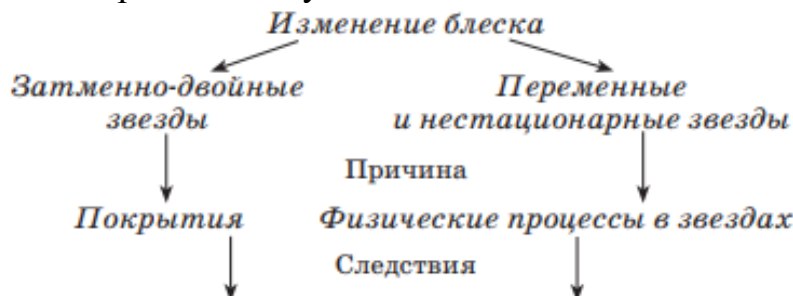 Изменение блеска
Затменно-двойные
звезды
Переменные
и нестационарные звезды
Причина
Покрытия
Физические процессы в звездах
Следствия